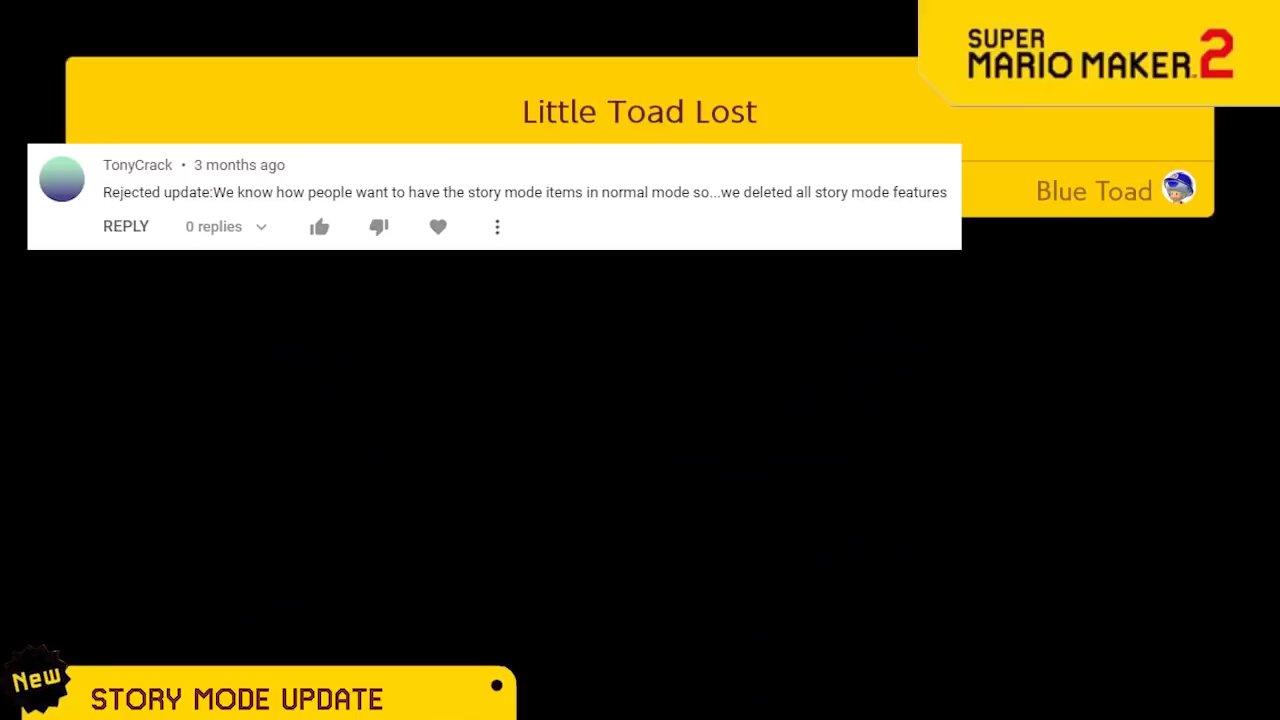 SUPER
MARIO MAKER 2
Little Toad Lost
TonyCrack • 3 months ago
Rejected update:We know how people want to have the story mode items in normal mode so...we deleted all story mode features
Blue Toad
REPLY 0 replies
New
STORY MODE UPDATE